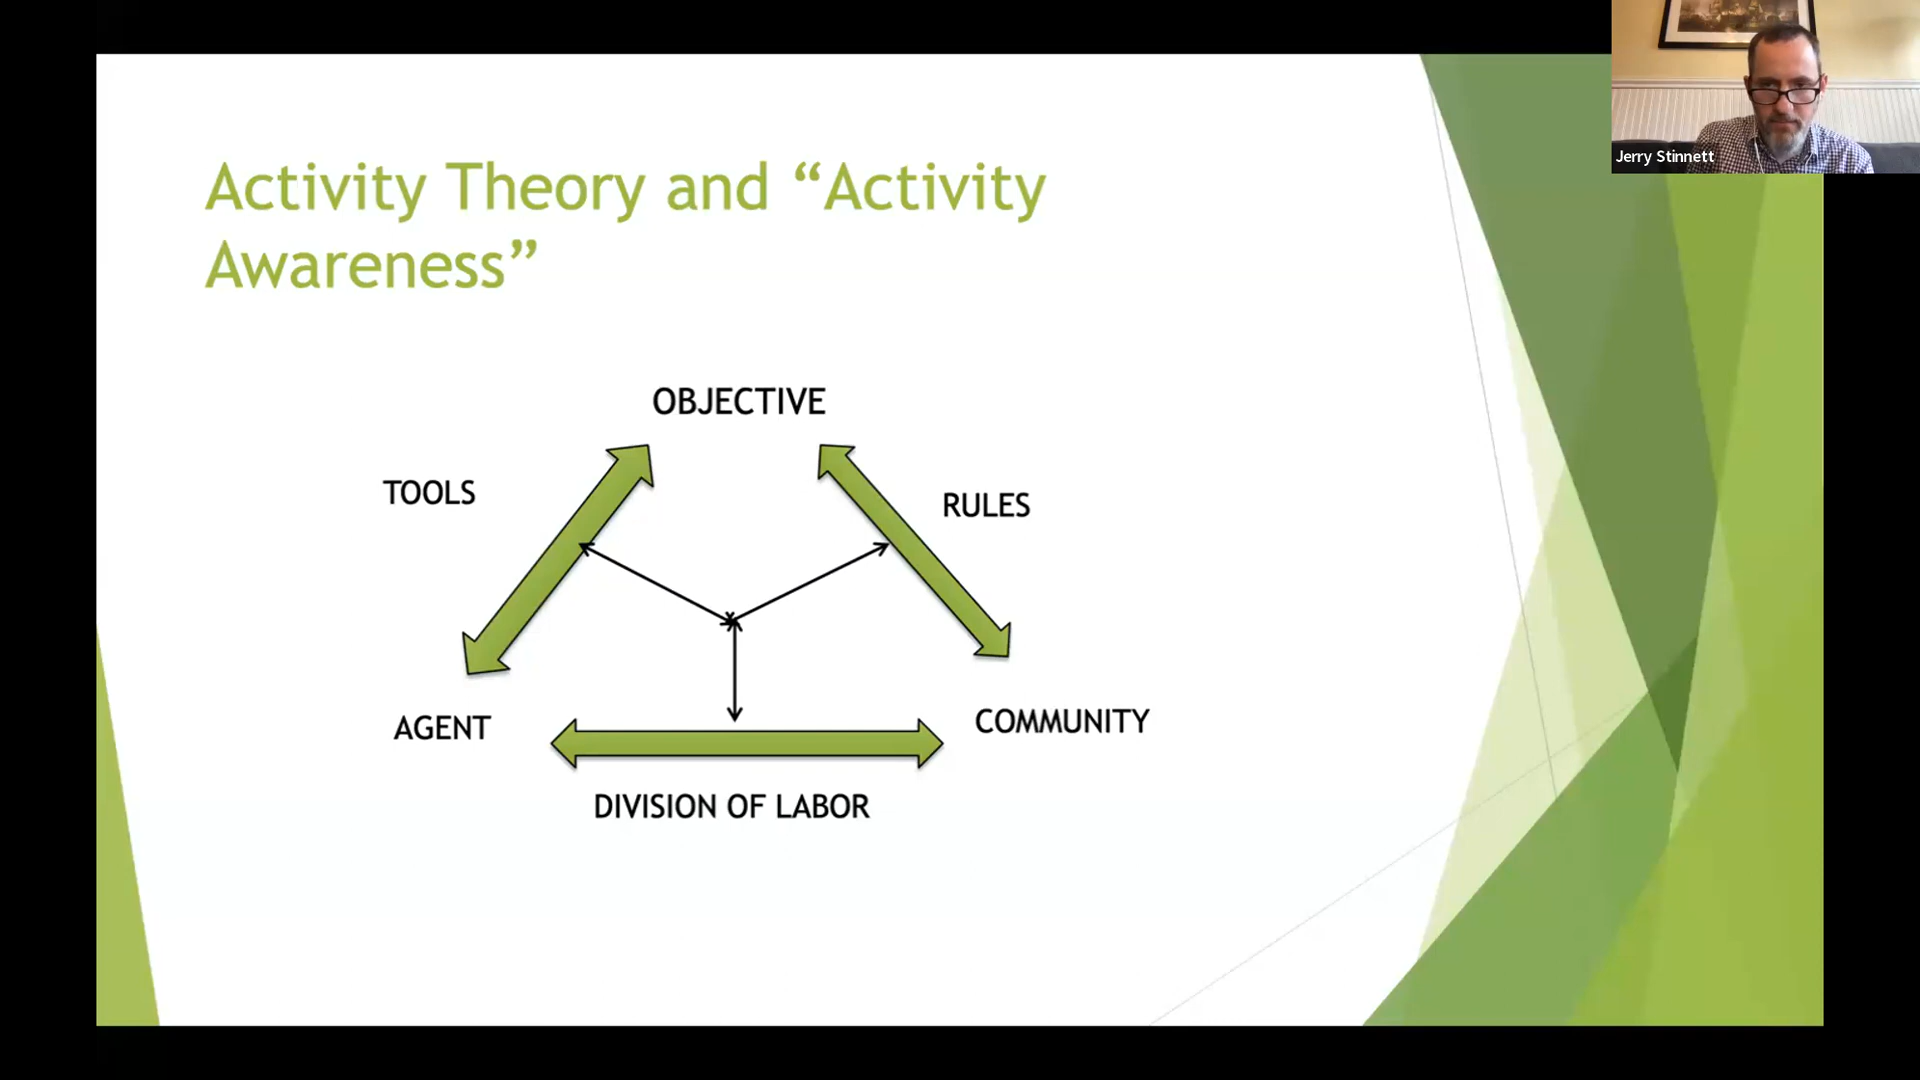 Jerry Stinnett
Activity Theory and “Activity
Awareness”
OBJECTIVE
TOOLS
RULES
AGENT
COMMUNITY
DIVISION OF LABOR